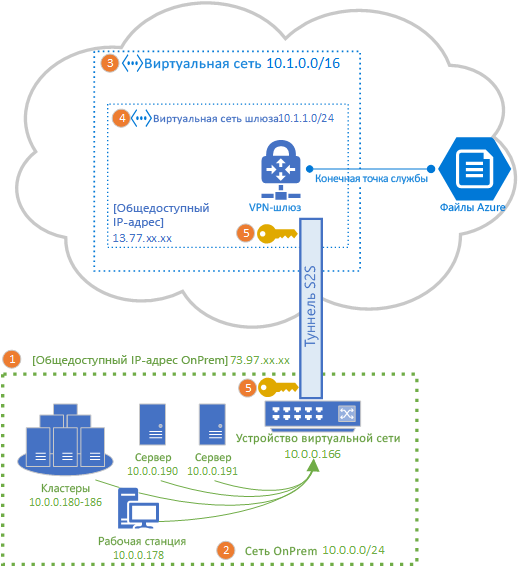 3 Виртуальная сеть 10.1.0.0/16
4 Виртуальная сеть шлюза10.1.1.0/24
Конечная точка службы
VPN-шлюз
Файлы Azure
[Общедоступный
IP-адрес]
13.77.xx.xx
5
Туннель S2S
1 [Общедоступный IP-адрес OnPrem] 73.97.xx.xx
5
Устройство виртуальной сети
10.0.0.166
Сервер
10.0.0.190
Сервер
10.0.0.191
Кластеры
10.0.0.180-186
Рабочая станция
10.0.0.178
2 Сеть OnPrem 10.0.0.0/24